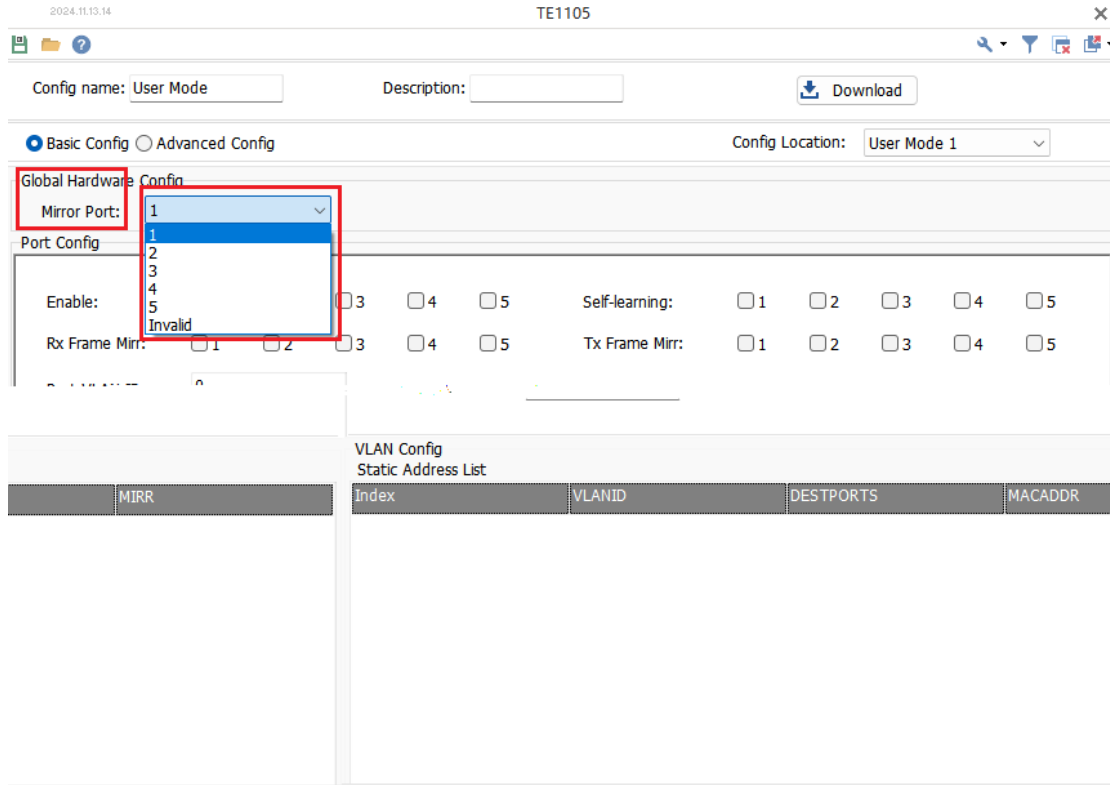 2024.11.13.14
TE1105
Config name: User Mode Description: Download
Basic Config Advanced Config Config Location: User Mode 1
Global Hardware Config
Mirror Port: 1
1
2
3
4
5
Invalid
Port Config
Enable: 3 4 5 Self-learning: 1 2 3 4 5
Rx Frame Mirr: 1 2 3 4 5 Tx Frame Mirr: 1 2 3 4 5
VLAN Config
Static Address List
MIRR Index VLANID DESTPORTS MACADDR